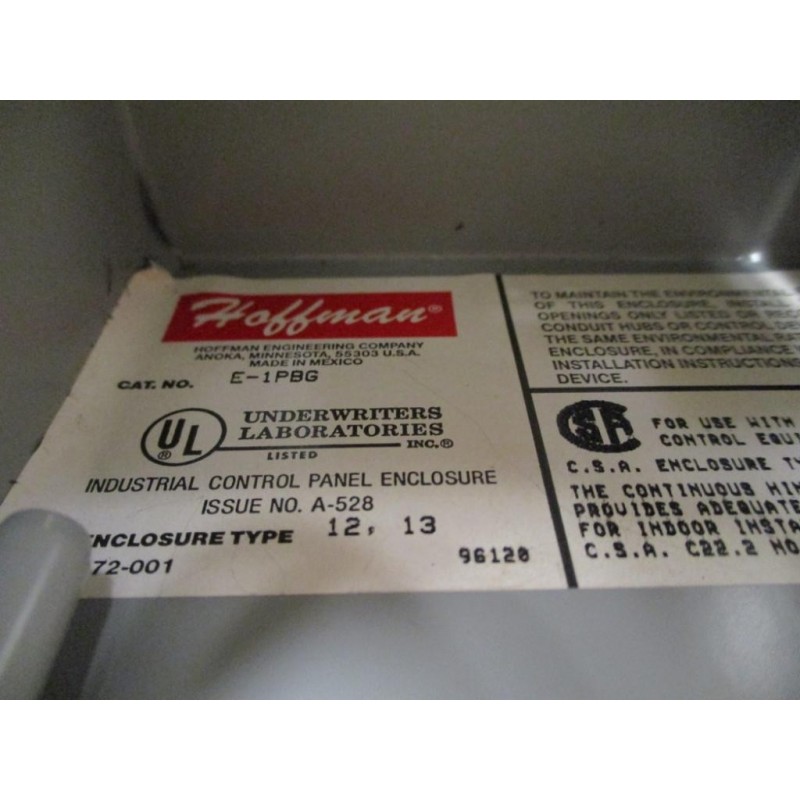 Hoffman®
HOFFMAN ENGINEERING COMPANY
ANOKA, MINNESOTA, 55303 U.S.A.
MADE IN MEXICO
CAT. NO. E-1PBG
UL ®
UNDERWRITERS
LABORATORIES
INC.®
LISTED
INDUSTRIAL CONTROL PANEL ENCLOSURE
ISSUE NO. A-528
ENCLOSURE TYPE 12, 13
72-001 96120
TO MAINTAIN THE ENVIRONMENTAL
OF THIS ENCLOSURE, INSTALL
OPENINGS ONLY LISTED OR
CONDUIT HUBS OR CONTROL
THE SAME ENVIRONMENTAL
ENCLOSURE, IN COMPLIANCE
INSTALLATION INSTRUCTIONS
DEVICE.
FOR USE WITH
CONTROL
C.S.A. ENCLOSURE
THE CONTINUOUS
PROVIDES ADEQUATE
FOR INDOOR
C.S.A. C22.2 NO